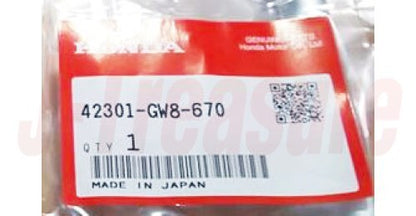 HONDA
GENUINE PARTS
Honda Motor Co., Ltd.
42301-GW8-670
QTY 1
MADE IN JAPAN
J-Treasure